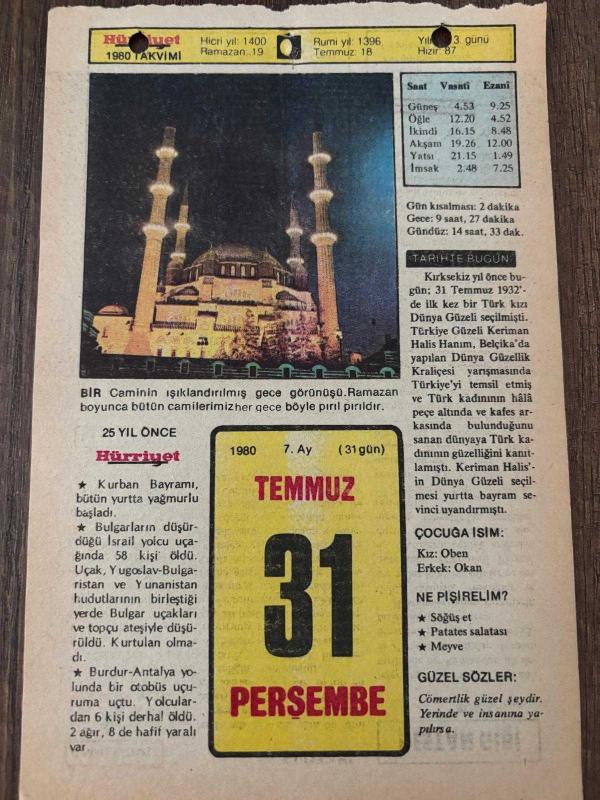 Hürriyet
1980 TAKVİMİ
Hicri yıl: 1400
Ramazan: 19
Rumi yıl: 1396
Temmuz: 18
3. günü
Hızır: 87
Saat Vasatî Ezani
Güneş 4.53 9.25
Öğle 12.20 4.52
İkindi 16.15 8.48
Akşam 19.26 12.00
Yatsı 21.15 1.49
İmsak 2.48 7.25
Gün kısalması: 2 dakika
Gece: 9 saat, 27 dakika
Gündüz: 14 saat, 33 dak.
BİR Caminin ışıklandırılmış gece görünüşü.Ramazan
boyunca bütün camilerimiz her gece böyle pırıl pırıldır.
TARİHTE BUGÜN
Kırksekiz yıl önce bu-
gün; 31 Temmuz 1932'-
de ilk kez bir Türk kızı
Dünya Güzeli seçilmişti.
Türkiye Güzeli Keriman
Halis Hanım, Belçika'da
yapılan Dünya Güzellik
Kraliçesi yarışmasında
Türkiye'yi temsil etmiş
ve Türk kadınının hâlâ
peçe altında ve kafes ar-
kasında bulunduğunu
sanan dünyaya Türk ka-
dınının güzelliğini kanıt-
lamıştı. Keriman Halis'-
in Dünya Güzeli seçil-
mesi yurtta bayram se-
vinci uyandırmıştı.
25 YIL ÖNCE
Hürriyet
★ Kurban Bayramı,
bütün yurtta yağmurlu
başladı.
★ Bulgarların düşür-
düğü İsrail yolcu uça-
ğında 58 kişi öldü.
Uçak, Yugoslav-Bulga-
ristan ve Yunanistan
hudutlarının birleştiği
yerde Bulgar uçakları
ve topçu ateşiyle düşü-
rüldü. Kurtulan olma-
dı.
★ Burdur-Antalya yo-
lunda bir otobüs uçu-
ruma uçtu. Yolcular-
dan 6 kişi derhal öldü.
2 ağır, 8 de hafif yaralı
var.
1980 7. Ay (31 gün)
TEMMUZ
31
PERŞEMBE
ÇOCUĞA İSİM:
Kız: Oben
Erkek: Okan
NE PİŞİRELİM?
★ Söğüş et
★ Patates salatası
★ Meyve
GÜZEL SÖZLER:
Cömertlik güzel şeydir.
Yerinde ve insanına ya-
pılırsa.